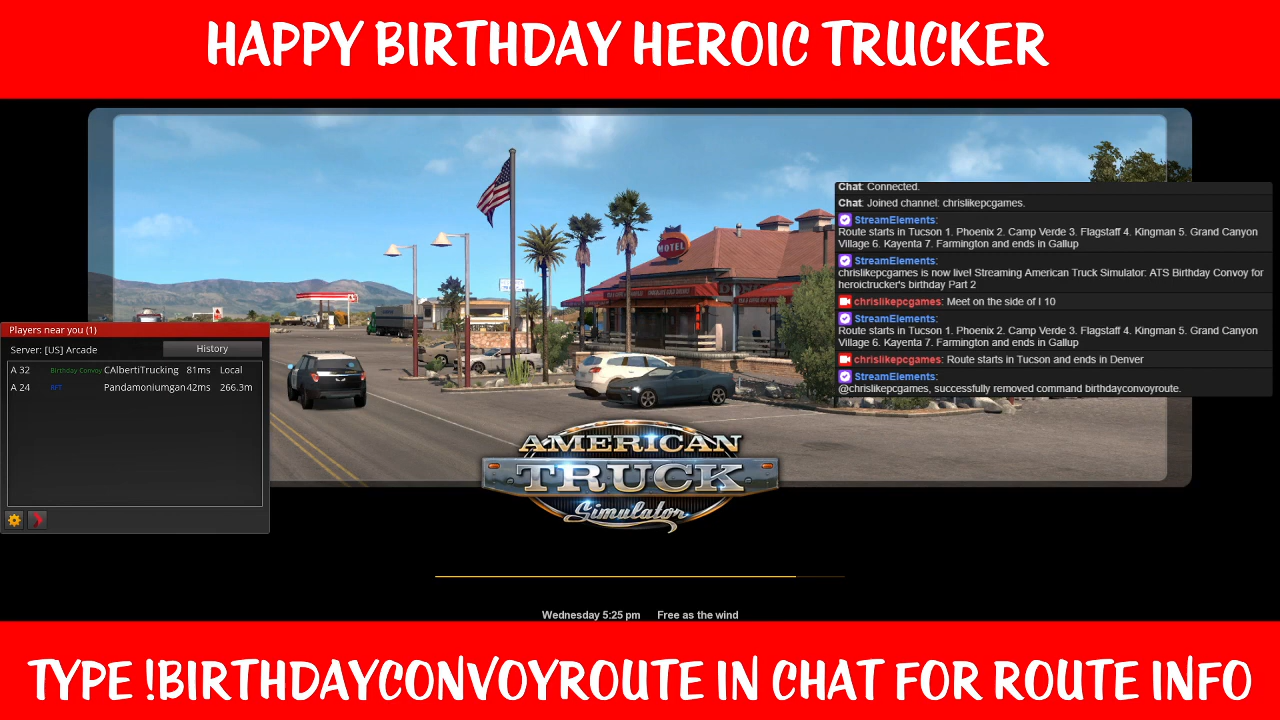 HAPPY BIRTHDAY HEROIC TRUCKER
MOTEL
Chat: Connected.
Chat: Joined channel: chrislikepcgames.
StreamElements:
Route starts in Tucson 1. Phoenix 2. Camp Verde 3. Flagstaff 4. Kingman 5. Grand Canyon
Village 6. Kayenta 7. Farmington and ends in Gallup
StreamElements:
chrislikepcgames is now live! Streaming American Truck Simulator: ATS Birthday Convoy for
heroictrucker's birthday Part 2
chrislikepcgames: Meet on the side of I 10
StreamElements:
Route starts in Tucson 1. Phoenix 2. Camp Verde 3. Flagstaff 4. Kingman 5. Grand Canyon
Village 6. Kayenta 7. Farmington and ends in Gallup
chrislikepcgames: Route starts in Tucson and ends in Denver
StreamElements:
@chrislikepcgames, successfully removed command birthdayconvoyroute.
Players near you (1)
Server: [US] Arcade
History
A 32 Birthday Convoy CAlbertiTrucking 81ms Local
A 24 BFT Pandamoniumgan 42ms 266.3m
AMERICAN
TRUCK
Simulator
Wednesday 5:25 pm Free as the wind
TYPE !BIRTHDAYCONVOYROUTE IN CHAT FOR ROUTE INFO